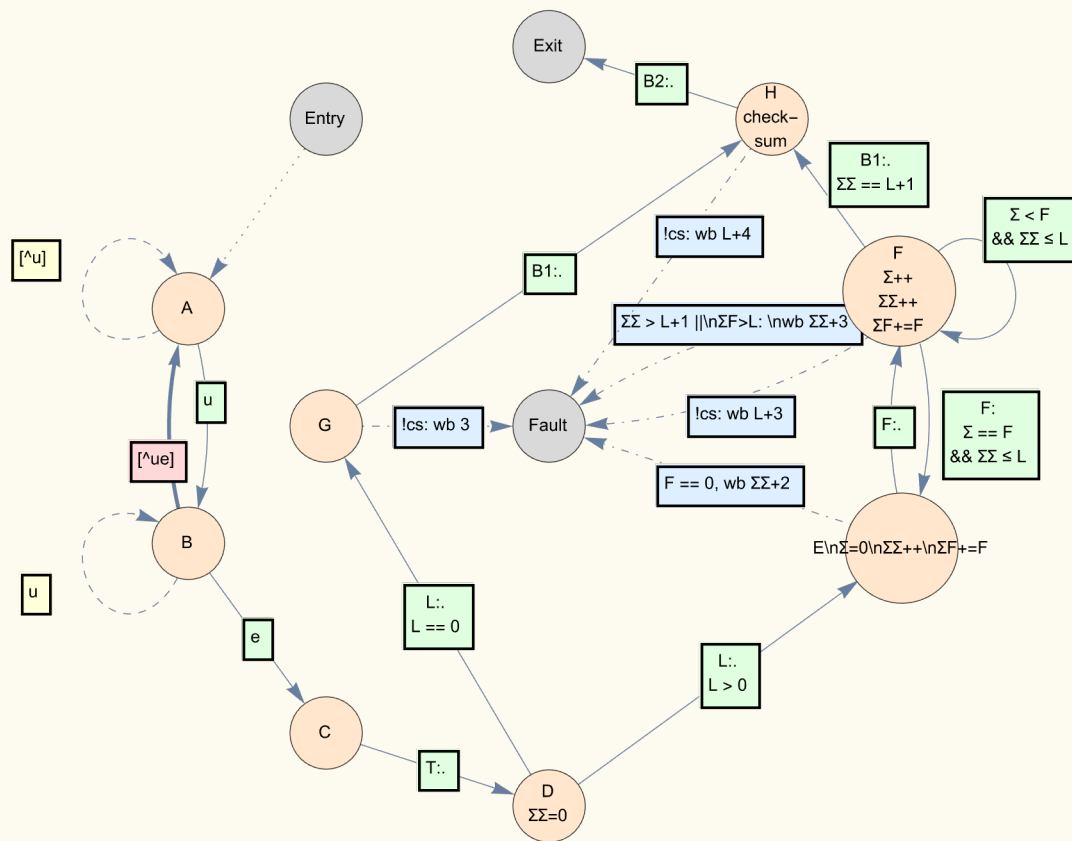 Exit
B2:.
H
check–
sum
Entry
B1:.
ΣΣ == L+1
Σ < F
&& ΣΣ ≤ L
!cs: wb L+4
[^u]
B1:.
F
Σ++
ΣΣ++
ΣF+=F
A
ΣΣ > L+1 ||\nΣF>L: \nwb ΣΣ+3
u
G
!cs: wb 3
Fault
!cs: wb L+3
F:.
F:
Σ == F
&& ΣΣ ≤ L
[^ue]
F == 0, wb ΣΣ+2
B
E\nΣ=0\nΣΣ++\nΣF+=F
u
L:.
L == 0
e
L:.
L > 0
C
T:.
D
ΣΣ=0